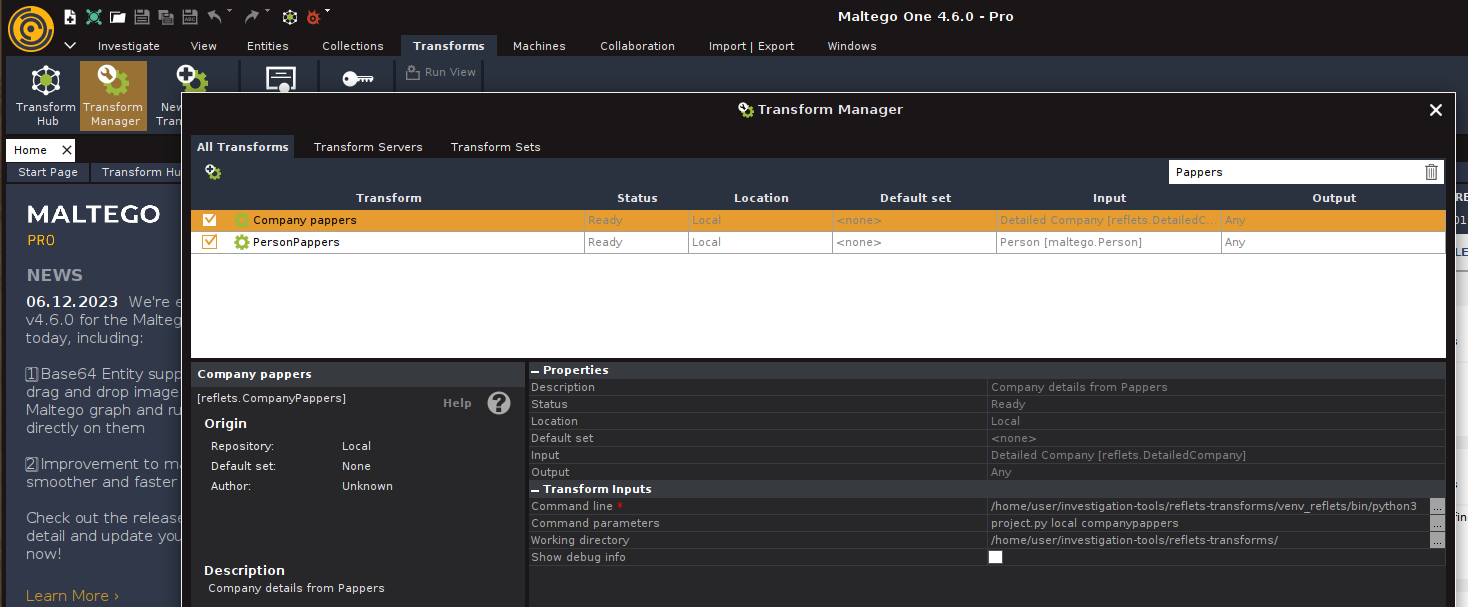 Maltego One 4.6.0 - Pro
Investigate View Entities Collections Transforms Machines Collaboration Import | Export Windows
Transform Hub
Transform Manager
New
Tran
Run View
Home
Start Page Transform Hu
MALTEGO
PRO
NEWS
06.12.2023 We're e
v4.6.0 for the Malteg
today, including:
1 Base64 Entity supp
drag and drop image
Maltego graph and ru
directly on them
2 Improvement to ma
smoother and faster
Check out the release
detail and update you
now!
Learn More ›
Transform Manager
All Transforms Transform Servers Transform Sets
Pappers
Transform Status Location Default set Input Output
Company pappers Ready Local <none> Detailed Company [reflets.DetailedC... Any
PersonPappers Ready Local <none> Person [maltego.Person] Any
Company pappers
[reflets.CompanyPappers]
Help ?
Origin
Repository: Local
Default set: None
Author: Unknown
Description
Company details from Pappers
Properties
Description Company details from Pappers
Status Ready
Location Local
Default set <none>
Input Detailed Company [reflets.DetailedCompany]
Output Any
Transform Inputs
Command line * /home/user/investigation-tools/reflets-transforms/venv_reflets/bin/python3 ...
Command parameters project.py local companypappers ...
Working directory /home/user/investigation-tools/reflets-transforms/ ...
Show debug info